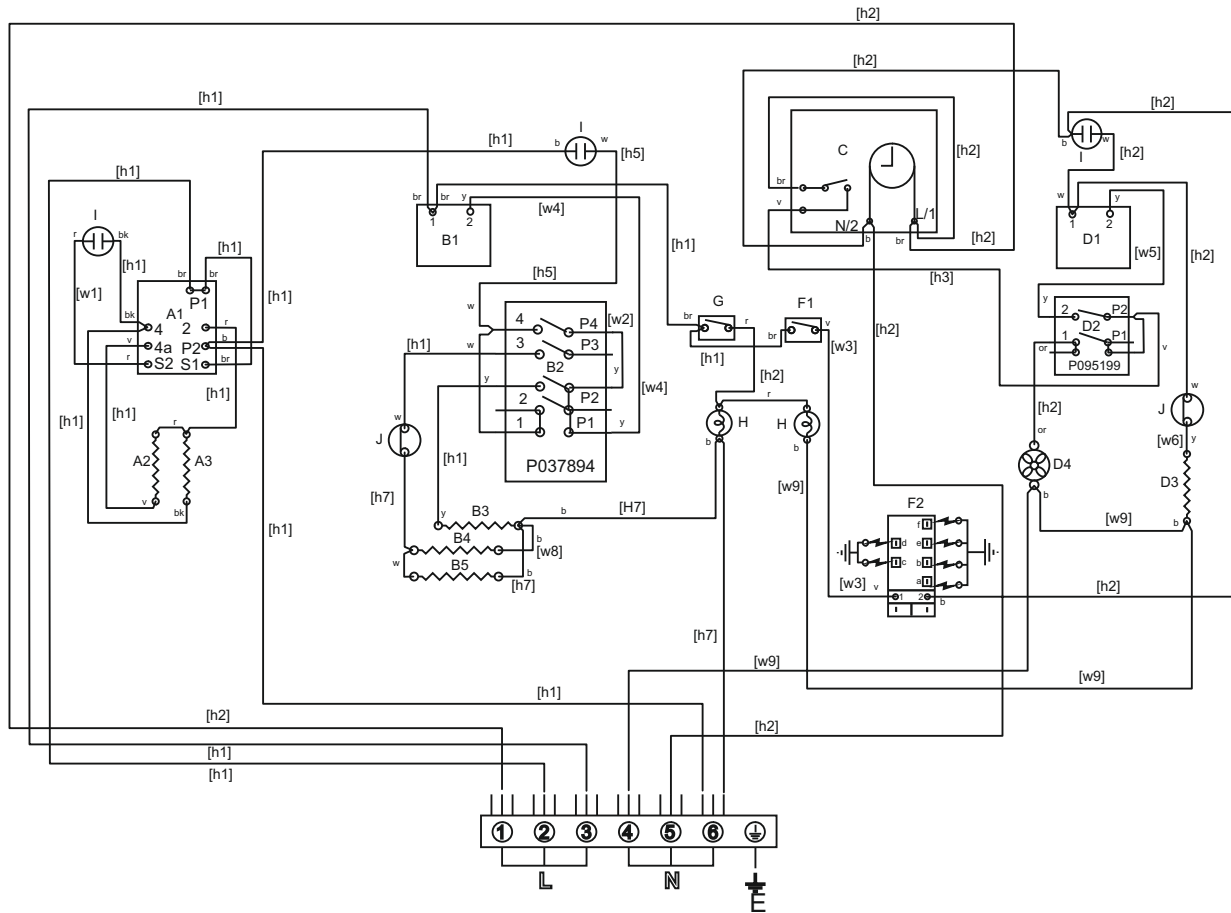 [h2]
[h2]
[h1]
[h2]
I
[h1]
b
w
[h5]
I
b
w
[h2]
[h1]
C
[h2]
br
v
N/2
L/1
b
br
[h2]
br
br
y
1
2
B1
[w4]
[h1]
w
y
1
2
D1
[w5]
[h2]
I
r
bk
[h1]
[w1]
[h1]
br
br
P1
A1
bk
4
2
r
v
4a
P2
b
r
S2
S1
br
[h1]
[h1]
[h1]
[h1]
r
A2
A3
v
bk
[h5]
[h3]
w
4
P4
[w2]
3
P3
w
B2
y
2
P2
1
P1
y
[w4]
P037894
[h1]
w
J
[h1]
[h7]
y
B3
b
[H7]
B4
b
[w8]
w
B5
b
[h7]
G
br
r
[h1]
F1
br
v
[w3]
[h2]
[h2]
r
H
H
b
b
[w9]
y
2
P2
D2
1
P1
or
v
P095199
[h2]
or
D4
b
w
J
[w6]
y
D3
b
[w9]
F2
f
d
e
c
b
a
[w3]
v
1
2
b
[h2]
[h1]
[h7]
[w9]
[w9]
[h1]
[h2]
[h2]
[h1]
[h1]
1
2
3
4
5
6
L
N
E